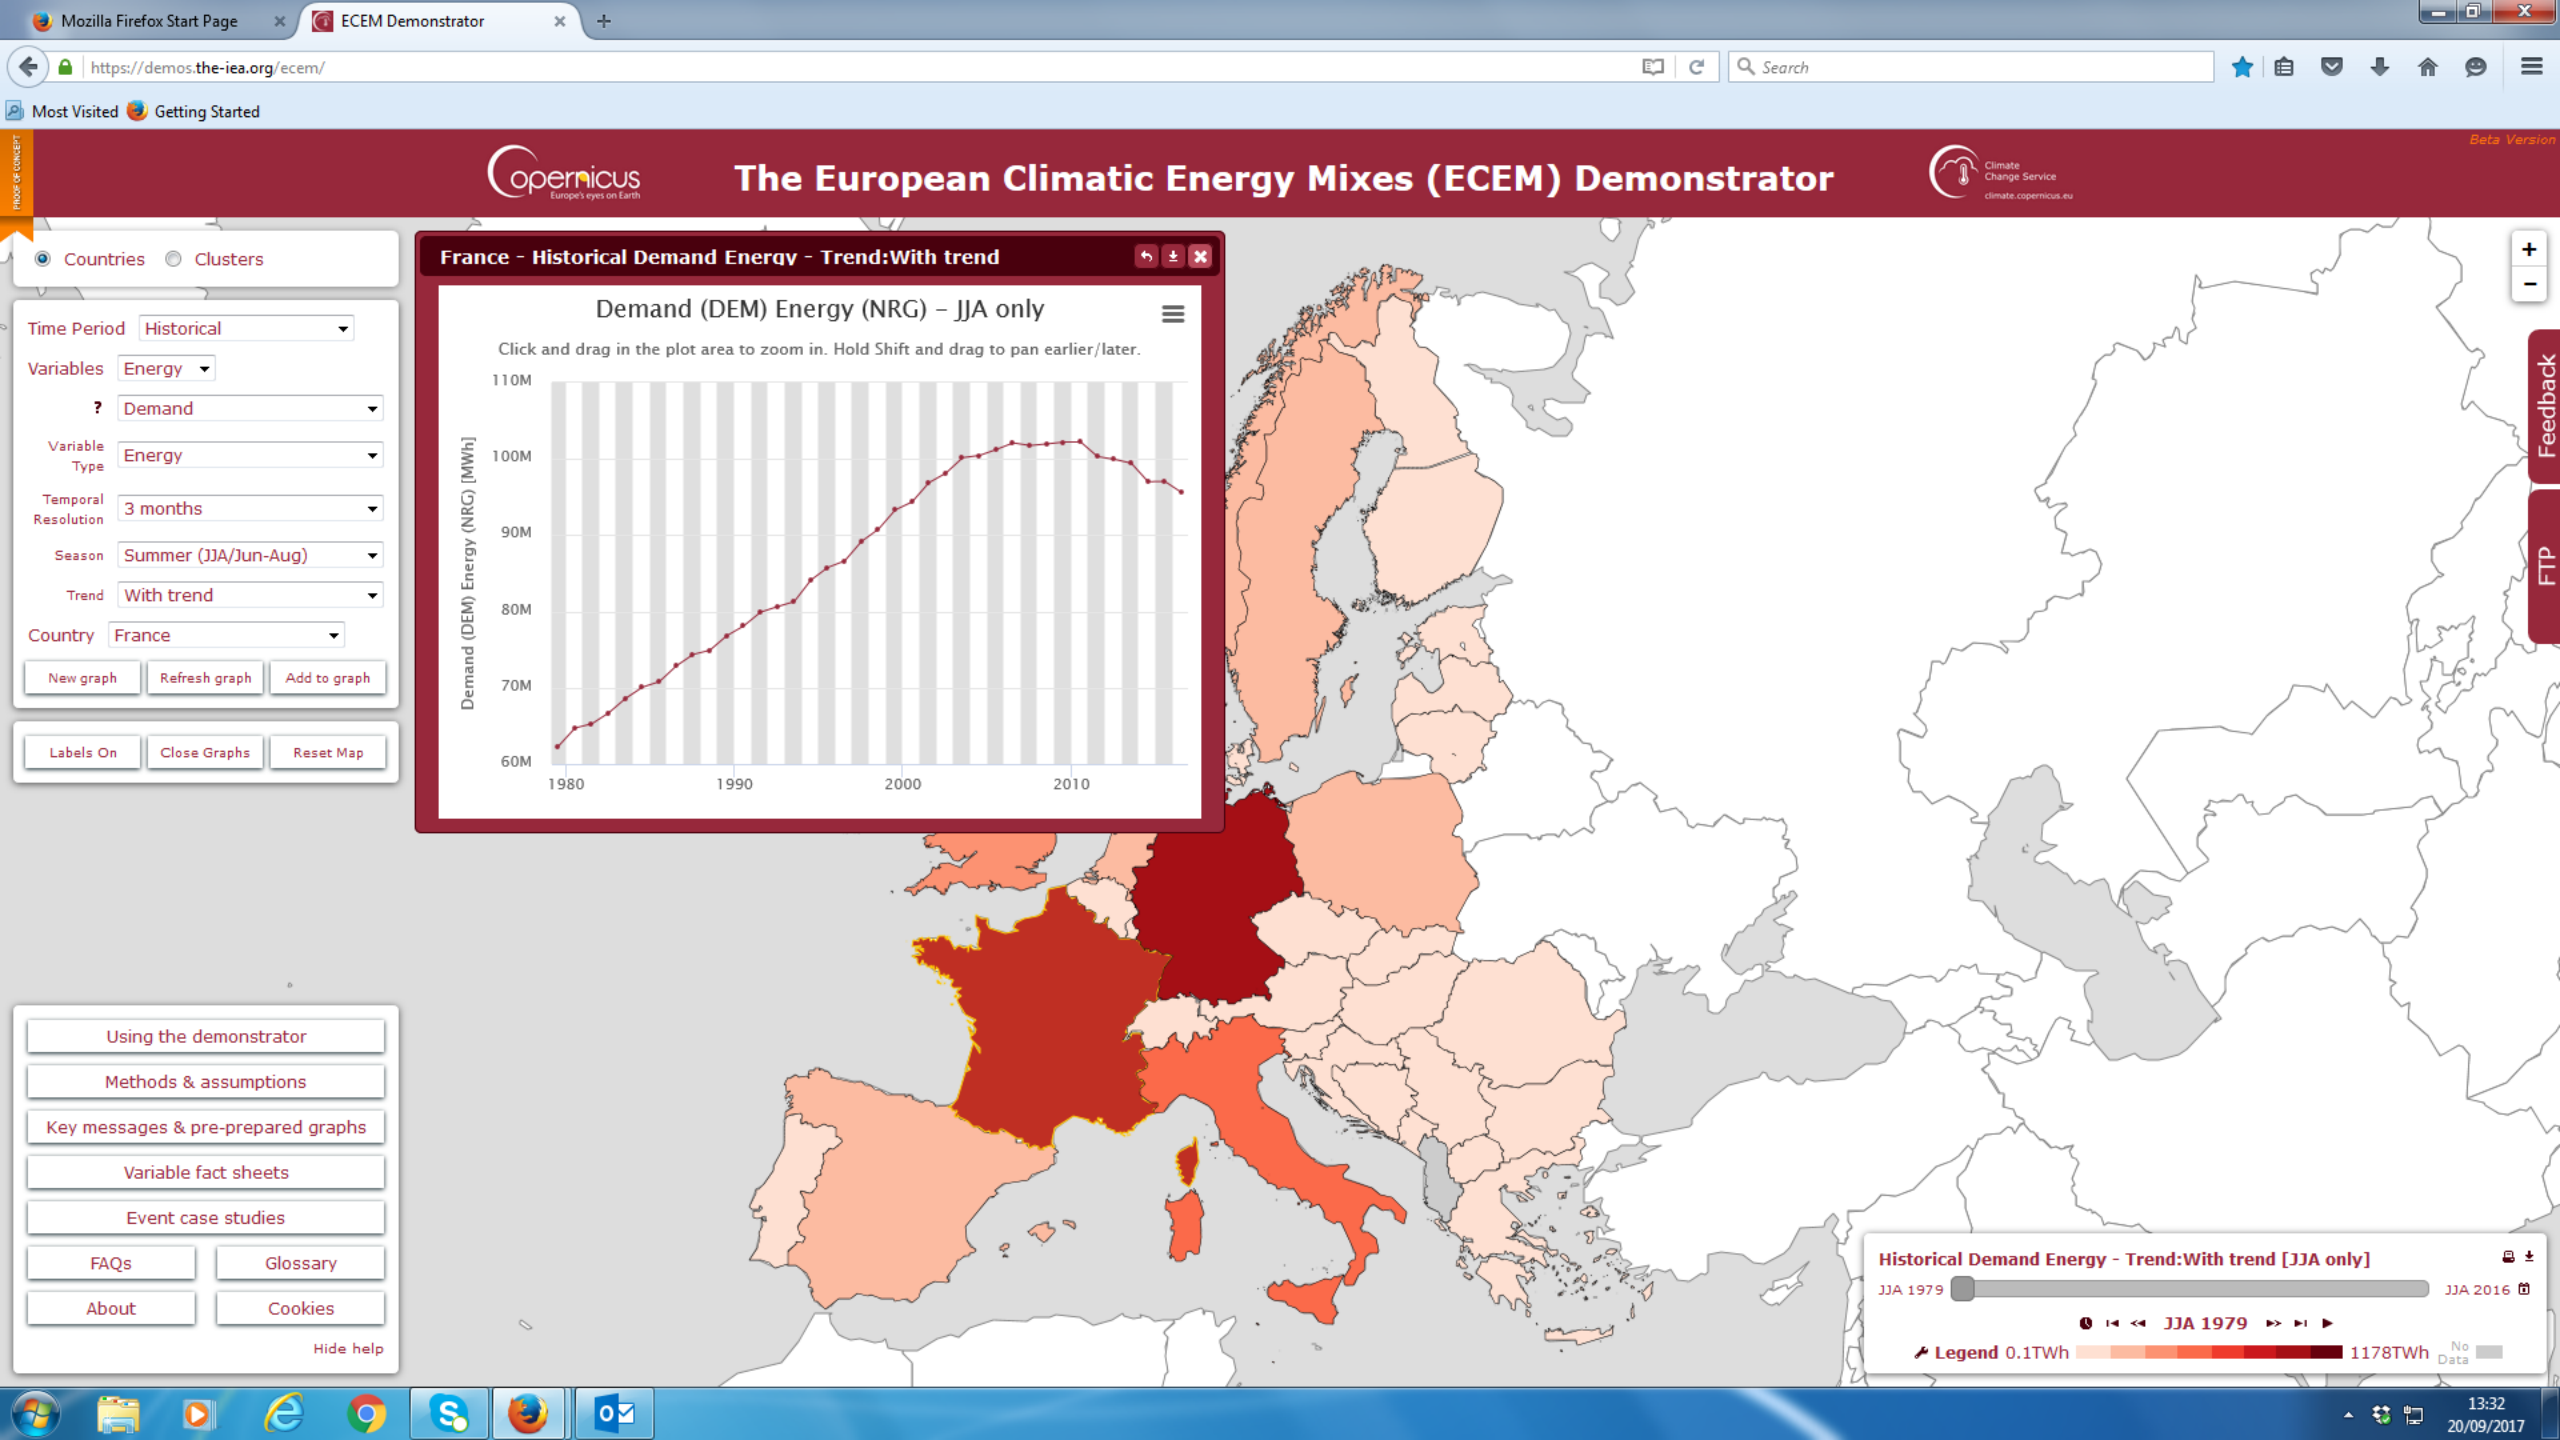 Mozilla Firefox Start Page
ECEM Demonstrator
https://demos.the-iea.org/ecem/
Search
Most Visited
Getting Started
PROOF OF CONCEPT
Copernicus
Europe's eyes on Earth
The European Climatic Energy Mixes (ECEM) Demonstrator
Climate
Change Service
climate.copernicus.eu
Beta Version
Countries
Clusters
Time Period Historical
Variables Energy
? Demand
Variable
Type Energy
Temporal
Resolution 3 months
Season Summer (JJA/Jun-Aug)
Trend With trend
Country France
New graph
Refresh graph
Add to graph
Labels On
Close Graphs
Reset Map
France - Historical Demand Energy - Trend:With trend
Demand (DEM) Energy (NRG) – JJA only
Click and drag in the plot area to zoom in. Hold Shift and drag to pan earlier/later.
Demand (DEM) Energy (NRG) [MWh]
110M
100M
90M
80M
70M
60M
1980
1990
2000
2010
+
−
Feedback
FTP
Using the demonstrator
Methods & assumptions
Key messages & pre-prepared graphs
Variable fact sheets
Event case studies
FAQs
Glossary
About
Cookies
Hide help
Historical Demand Energy - Trend:With trend [JJA only]
JJA 1979
JJA 2016
JJA 1979
Legend 0.1TWh
1178TWh
No
Data
13:32
20/09/2017